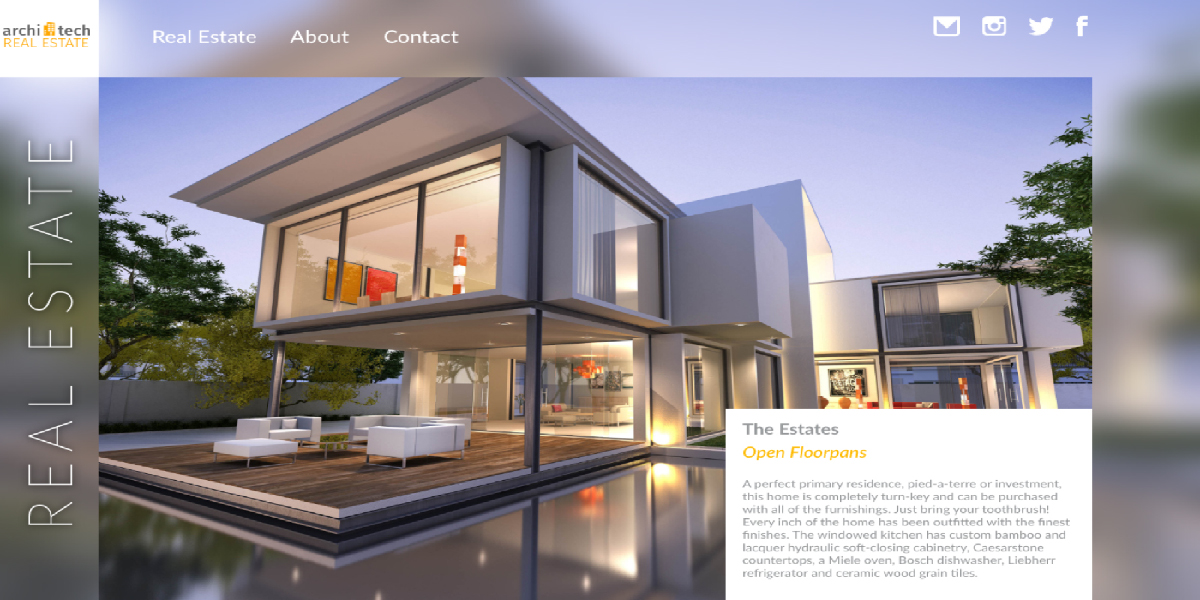 archi tech
REAL ESTATE
Real Estate
About
Contact
REAL ESTATE
The Estates
Open Floorpans
A perfect primary residence, pied-a-terre or investment,
this home is completely turn-key and can be purchased
with all of the furnishings. Just bring your toothbrush!
Every inch of the home has been outfitted with the finest
finishes. The windowed kitchen has custom bamboo and
lacquer hydraulic soft-closing cabinetry, Caesarstone
countertops, a Miele oven, Bosch dishwasher, Liebherr
refrigerator and ceramic wood grain tiles.